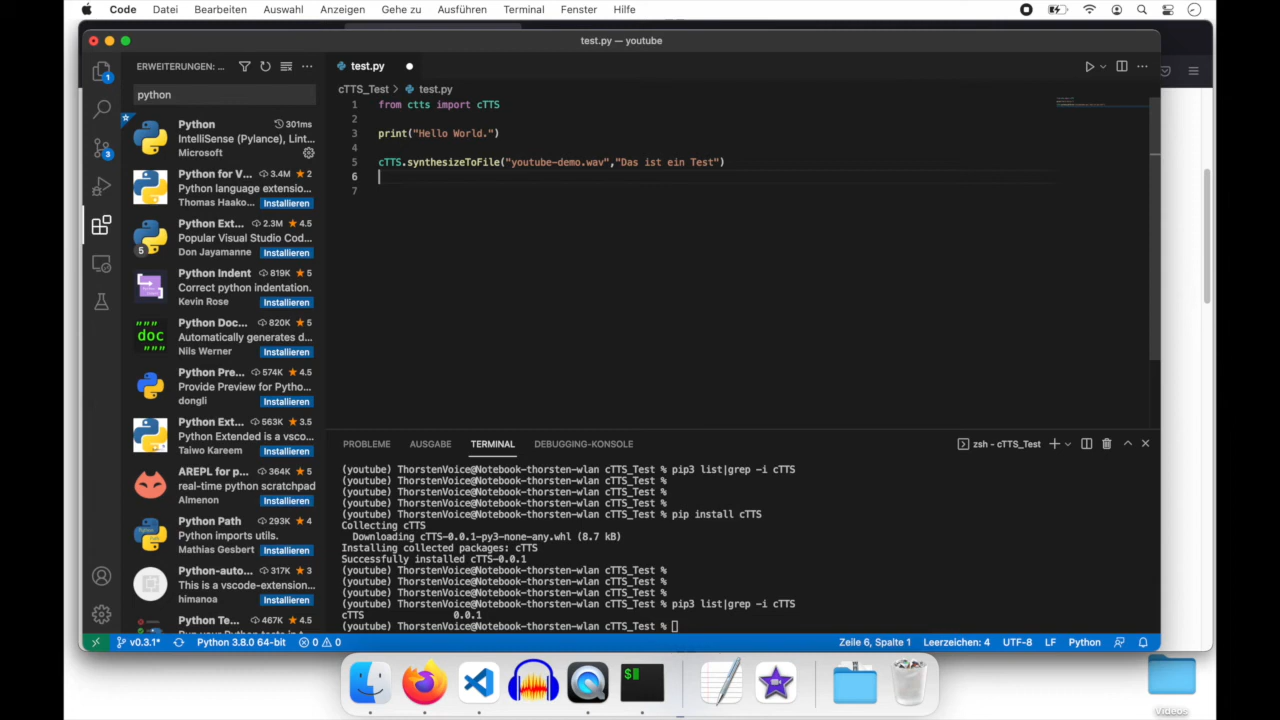 Code Datei Bearbeiten Auswahl Anzeigen Gehe zu Ausführen Terminal Fenster Hilfe
test.py — youtube
ERWEITERUNGEN: ...
python
Python 301ms
IntelliSense (Pylance), Lint...
Microsoft
Python for V... 3.4M 2
Python language extensio...
Thomas Haako... Installieren
Python Ext... 2.3M 4.5
Popular Visual Studio Cod...
Don Jayamanne Installieren
5
Python Indent 819K 5
Correct python indentation.
Kevin Rose Installieren
""" doc """
Python Doc... 820K 5
Automatically generates d...
Nils Werner Installieren
Python Pre... 574K 4.5
Provide Preview for Pytho...
dongli Installieren
Python Ext... 563K 3.5
Python Extended is a vsco...
Taiwo Kareem Installieren
AREPL for p... 364K 5
real-time python scratchpad
Almenon Installieren
Python Path 293K 4
Python imports utils.
Mathias Gesbert Installieren
Python-auto... 317K 3
This is a vscode-extension...
himanoa Installieren
Python Te... 467K 4.5
1
3
test.py
cTTS_Test > test.py
1 from ctts import cTTS
2
3 print("Hello World.")
4
5 cTTS.synthesizeToFile("youtube-demo.wav","Das ist ein Test")
6
7
PROBLEME AUSGABE TERMINAL DEBUGGING-KONSOLE zsh - cTTS_Test
(youtube) ThorstenVoice@Notebook-thorsten-wlan cTTS_Test % pip3 list|grep -i cTTS
(youtube) ThorstenVoice@Notebook-thorsten-wlan cTTS_Test %
(youtube) ThorstenVoice@Notebook-thorsten-wlan cTTS_Test %
(youtube) ThorstenVoice@Notebook-thorsten-wlan cTTS_Test %
(youtube) ThorstenVoice@Notebook-thorsten-wlan cTTS_Test % pip install cTTS
Collecting cTTS
Downloading cTTS-0.0.1-py3-none-any.whl (8.7 kB)
Installing collected packages: cTTS
Successfully installed cTTS-0.0.1
(youtube) ThorstenVoice@Notebook-thorsten-wlan cTTS_Test %
(youtube) ThorstenVoice@Notebook-thorsten-wlan cTTS_Test %
(youtube) ThorstenVoice@Notebook-thorsten-wlan cTTS_Test %
(youtube) ThorstenVoice@Notebook-thorsten-wlan cTTS_Test % pip3 list|grep -i cTTS
cTTS 0.0.1
(youtube) ThorstenVoice@Notebook-thorsten-wlan cTTS_Test %
v0.3.1* Python 3.8.0 64-bit 0 0 Zeile 6, Spalte 1 Leerzeichen: 4 UTF-8 LF Python
$
Videos